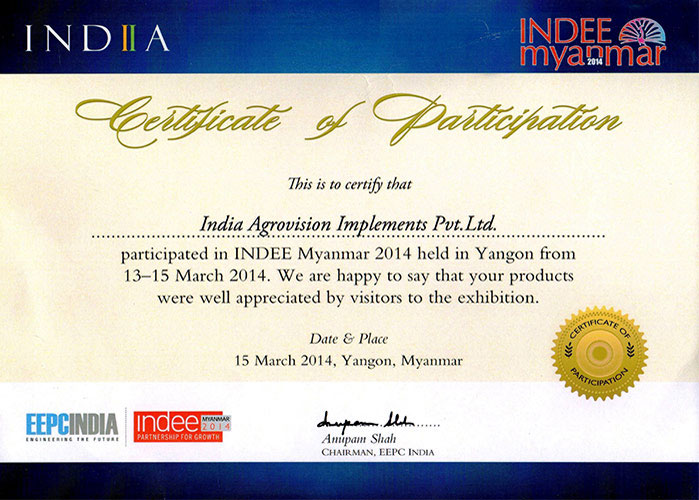 INDIA
INDEE
myanmar
2014
Certificate of Participation
This is to certify that
India Agrovision Implements Pvt.Ltd.
participated in INDEE Myanmar 2014 held in Yangon from
13–15 March 2014. We are happy to say that your products
were well appreciated by visitors to the exhibition.
Date & Place
15 March 2014, Yangon, Myanmar
CERTIFICATE OF
PARTICIPATION
EEPCINDIA
ENGINEERING THE FUTURE
indee MYANMAR
2014
PARTNERSHIP FOR GROWTH
Anupam Shah
Anupam Shah
CHAIRMAN, EEPC INDIA